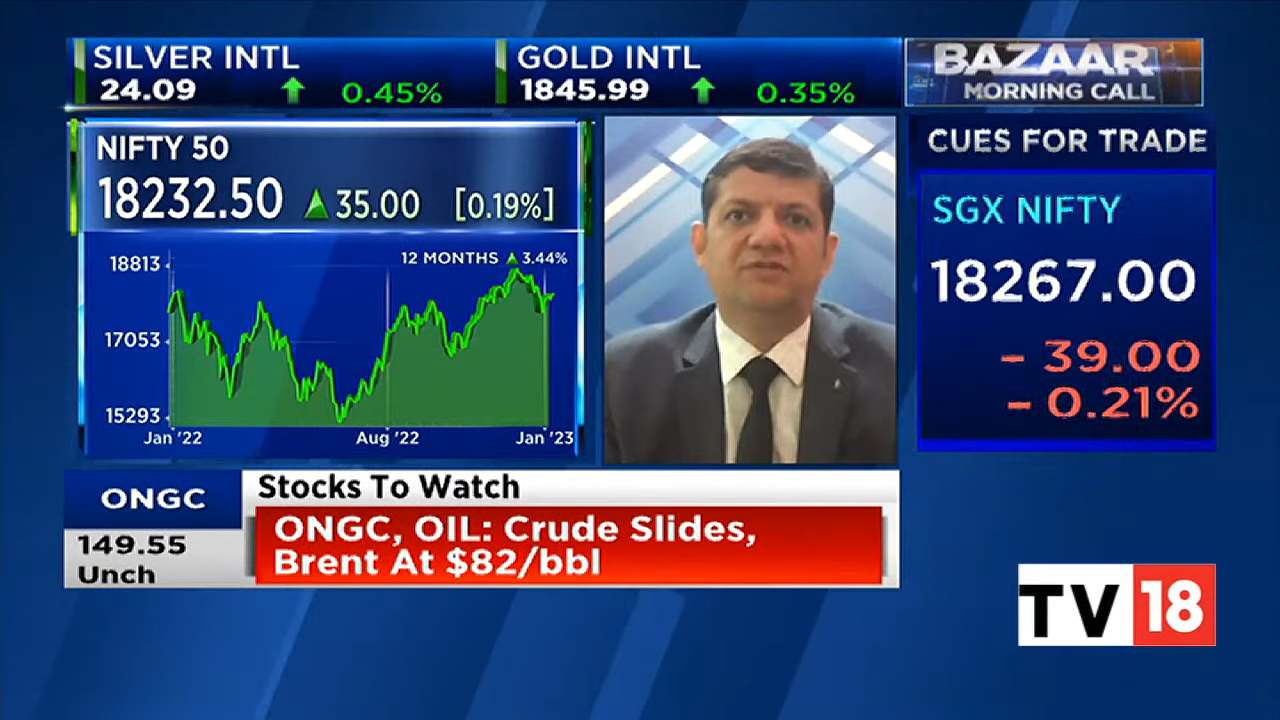 SILVER INTL
24.09 0.45%
GOLD INTL
1845.99 0.35%
BAZAAR
MORNING CALL
NIFTY 50
18232.50 35.00 [0.19%]
12 MONTHS 3.44%
18813
17053
15293
Jan '22 Aug '22 Jan '23
CUES FOR TRADE
SGX NIFTY
18267.00
- 39.00
- 0.21%
ONGC
149.55
Unch
Stocks To Watch
ONGC, OIL: Crude Slides,
Brent At $82/bbl
TV18